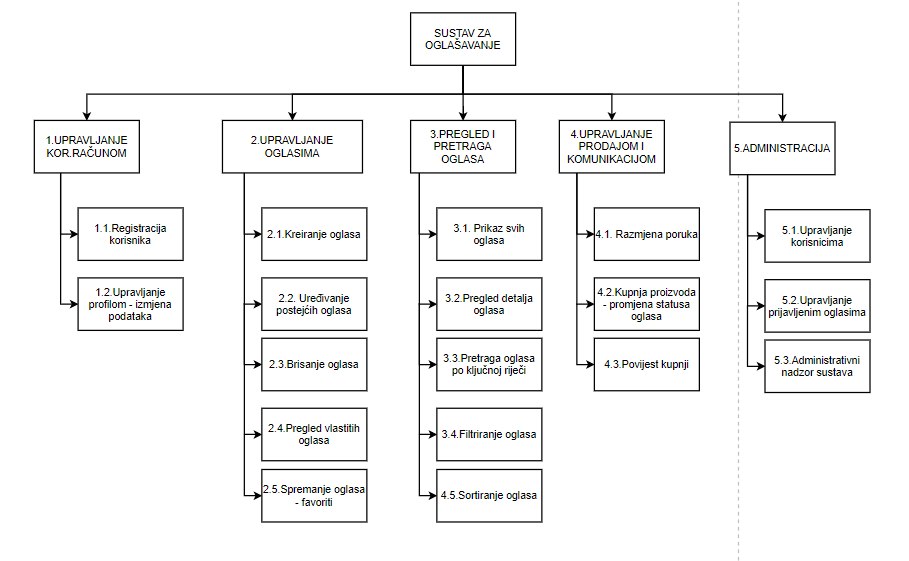 SUSTAV ZA
OGLAŠAVANJE
1.UPRAVLJANJE
KOR.RAČUNOM
2.UPRAVLJANJE
OGLASIMA
3.PREGLED I
PRETRAGA
OGLASA
4.UPRAVLJANJE
PRODAJOM I
KOMUNIKACIJOM
5.ADMINISTRACIJA
1.1.Registracija
korisnika
1.2.Upravljanje
profilom - izmjena
podataka
2.1.Kreiranje oglasa
2.2. Uređivanje
postejćih oglasa
2.3.Brisanje oglasa
2.4.Pregled vlastitih
oglasa
2.5.Spremanje oglasa
- favoriti
3.1. Prikaz svih
oglasa
3.2.Pregled detalja
oglasa
3.3.Pretraga oglasa
po ključnoj riječi
3.4.Filtriranje oglasa
4.5.Sortiranje oglasa
4.1. Razmjena poruka
4.2.Kupnja proizvoda
- promjena statusa
oglasa
4.3.Povijest kupnji
5.1.Upravljanje
korisnicima
5.2.Upravljanje
prijavljenim oglasima
5.3.Administrativni
nadzor sustava